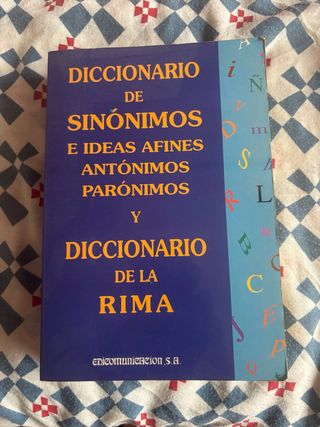 DICCIONARIO
DE
SINÓNIMOS
E IDEAS AFINES
ANTÓNIMOS
PARÓNIMOS
Y
DICCIONARIO
DE LA
RIMA
EDICOMUNICACION, S.A.